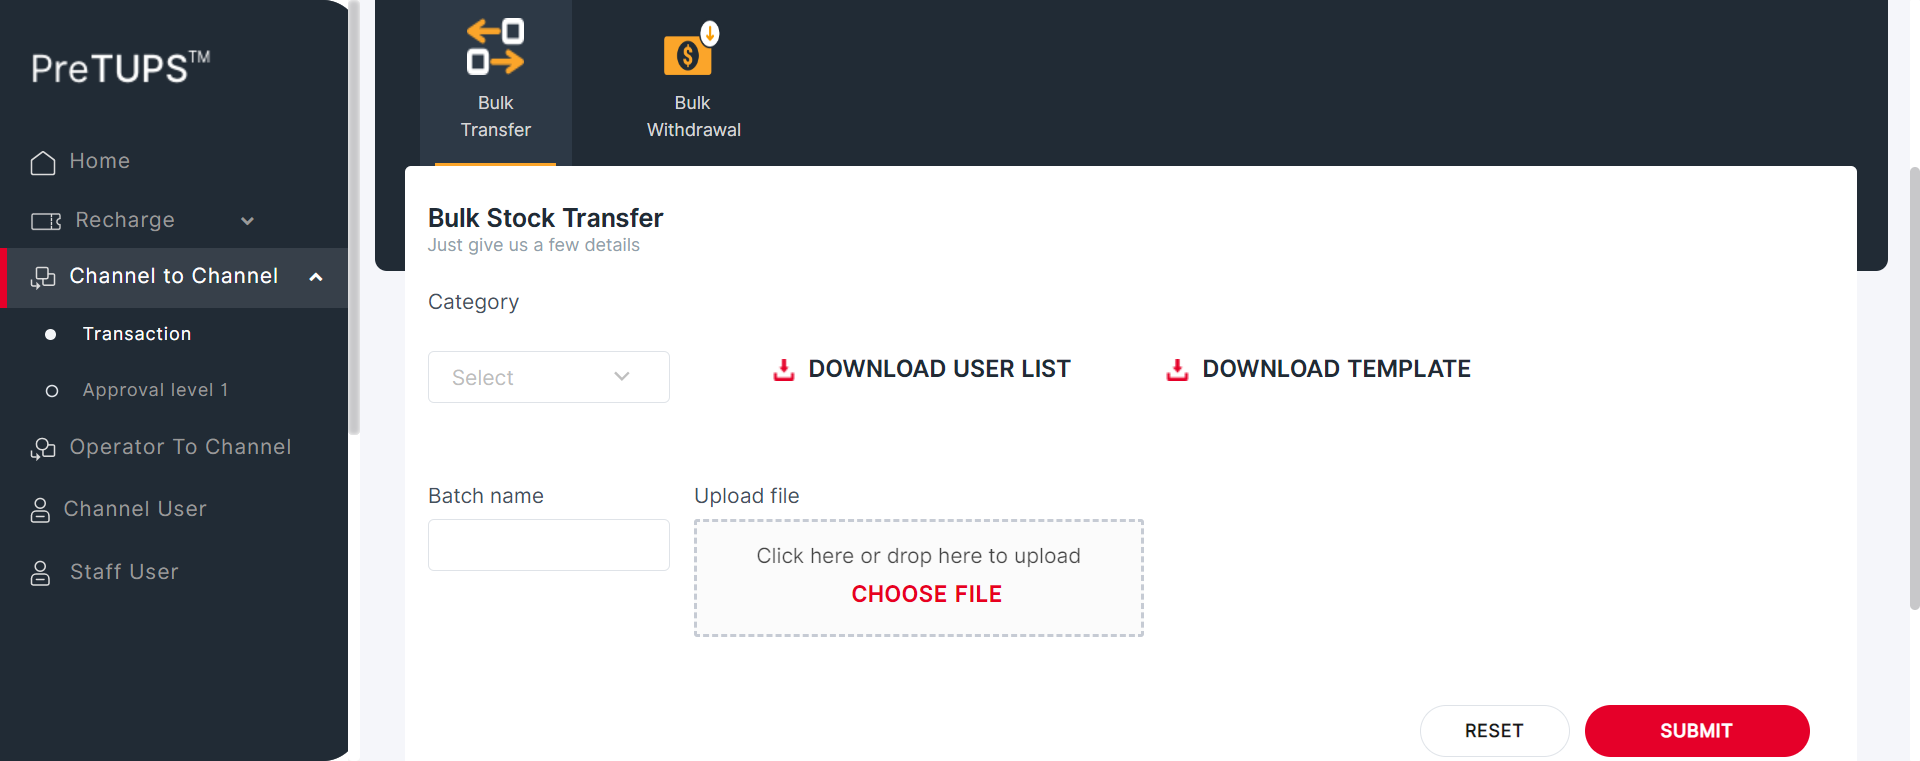 PreTUPS™
Home
Recharge
Channel to Channel
Transaction
Approval level 1
Operator To Channel
Channel User
Staff User
Bulk
Transfer
Bulk
Withdrawal
Bulk Stock Transfer
Just give us a few details
Category
Select
DOWNLOAD USER LIST
DOWNLOAD TEMPLATE
Batch name
Upload file
Click here or drop here to upload
CHOOSE FILE
RESET
SUBMIT